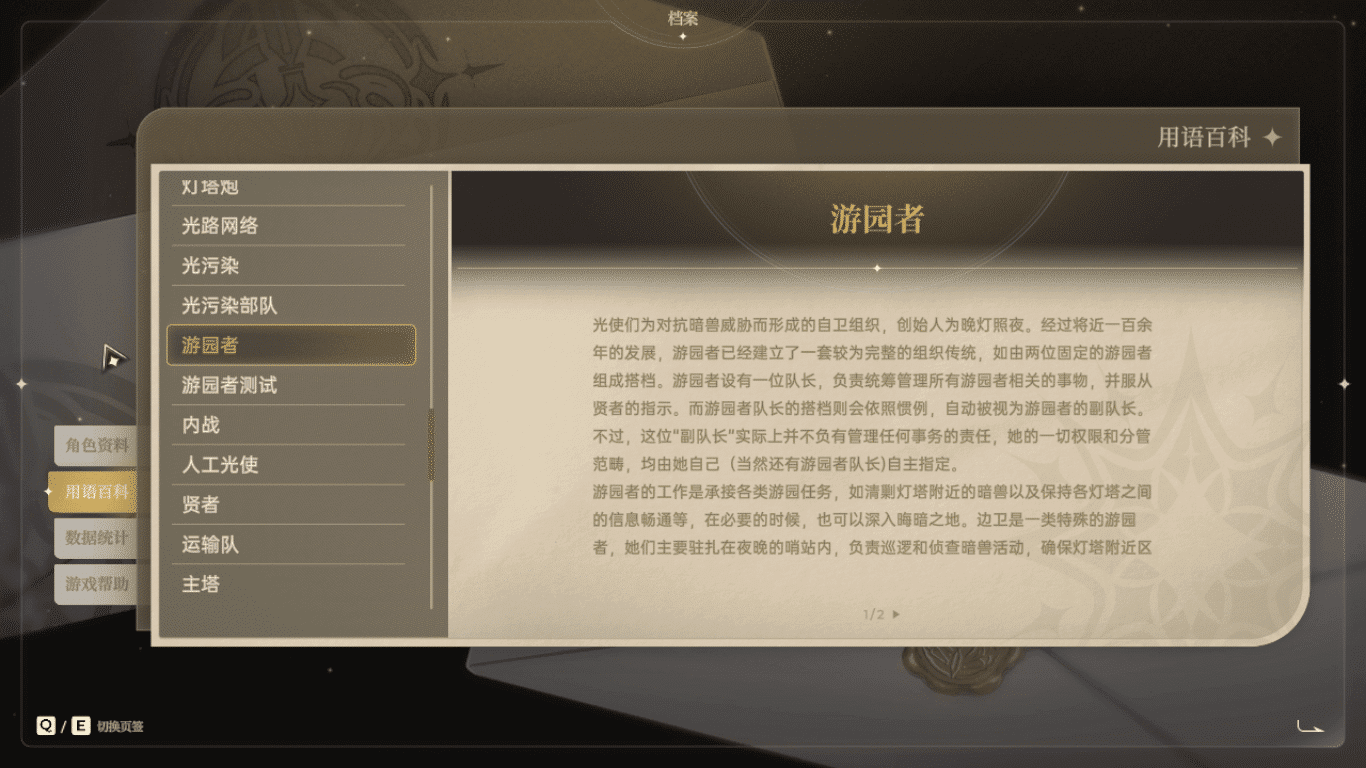 档案
用语百科
灯塔炮
光路网络
光污染
光污染部队
游园者
游园者测试
内战
人工光使
贤者
运输队
主塔
游园者
光使们为对抗暗兽威胁而形成的自卫组织，创始人为晚灯照夜。经过将近一百余
年的发展，游园者已经建立了一套较为完整的组织传统，如由两位固定的游园者
组成搭档。游园者设有一位队长，负责统筹管理所有游园者相关的事物，并服从
贤者的指示。而游园者队长的搭档则会依照惯例，自动被视为游园者的副队长。
不过，这位"副队长"实际上并不负有管理任何事务的责任，她的一切权限和分管
范畴，均由她自己（当然还有游园者队长)自主指定。
游园者的工作是承接各类游园任务，如清剿灯塔附近的暗兽以及保持各灯塔之间
的信息畅通等，在必要的时候，也可以深入晦暗之地。边卫是一类特殊的游园
者，她们主要驻扎在夜晚的哨站内，负责巡逻和侦查暗兽活动，确保灯塔附近区
1/2
角色资料
用语百科
数据统计
游戏帮助
Q / E 切换页签